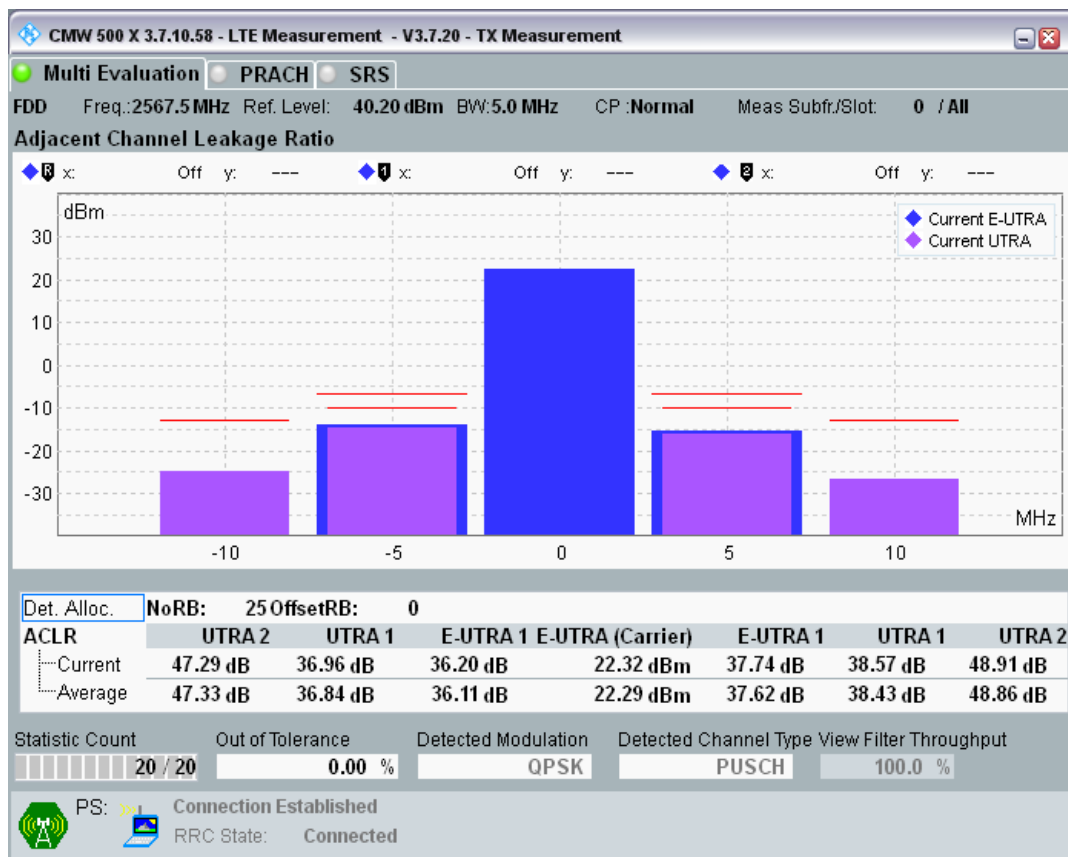 CMW 500 X 3.7.10.58 - LTE Measurement - V3.7.20 - TX Measurement
Multi Evaluation PRACH SRS
FDD Freg.:2567.5 MHz Ref. Level: 40.20 dBm BW:5.0 MHz CP :Normal Meas Subfr./Slot: 0 / All
Adjacent Channel Leakage Ratio
R x: Off y: --- 1 x: Off y: --- 2 x: Off y: ---
dBm
Current E-UTRA
Current UTRA
30
20
10
0
-10
-20
-30
MHz
-10 -5 0 5 10
Det. Alloc. NoRB: 25 OffsetRB: 0
ACLR UTRA 2 UTRA 1 E-UTRA 1 E-UTRA (Carrier) E-UTRA 1 UTRA 1 UTRA 2
Current 47.29 dB 36.96 dB 36.20 dB 22.32 dBm 37.74 dB 38.57 dB 48.91 dB
Average 47.33 dB 36.84 dB 36.11 dB 22.29 dBm 37.62 dB 38.43 dB 48.86 dB
Statistic Count Out of Tolerance Detected Modulation Detected Channel Type View Filter Throughput
20 / 20 0.00 % QPSK PUSCH 100.0 %
PS: Connection Established
RRC State: Connected